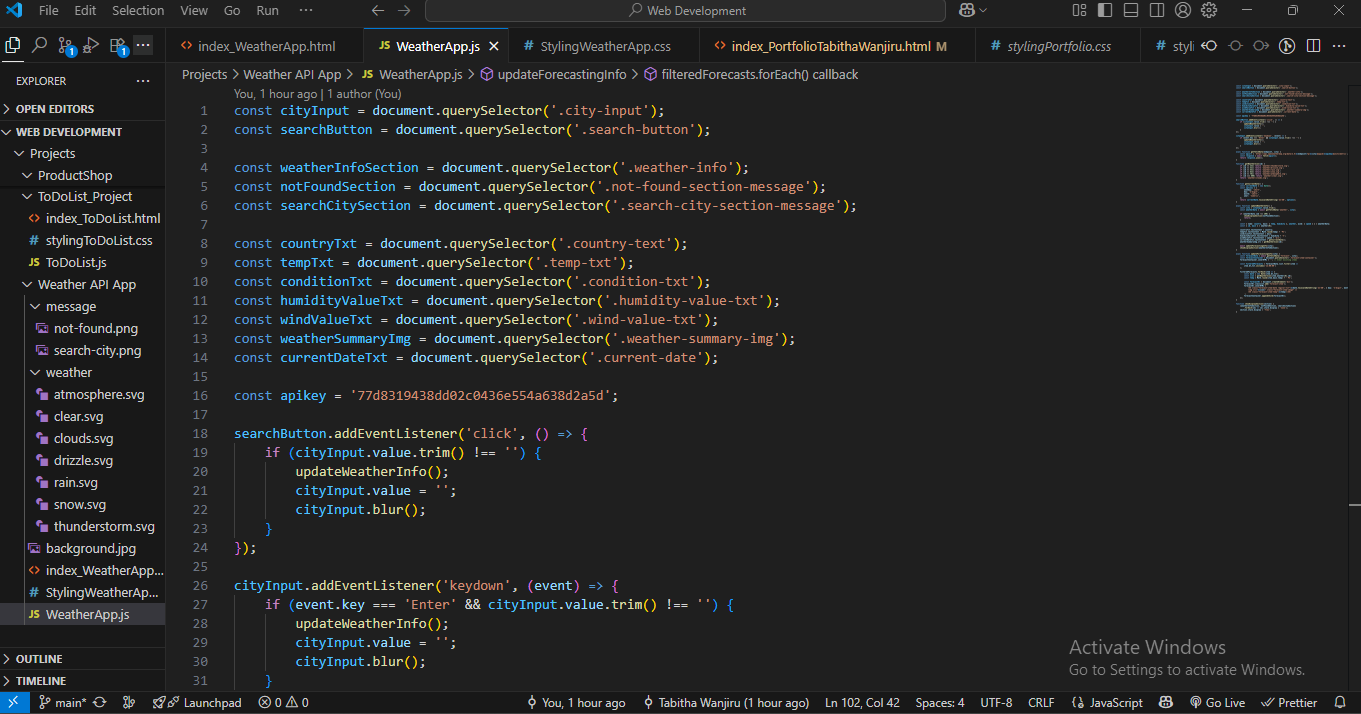 File Edit Selection View Go Run ··· Web Development
index_WeatherApp.html JS WeatherApp.js # StylingWeatherApp.css index_PortfolioTabithaWanjiru.html M # stylingPortfolio.css # styli
EXPLORER
Projects > Weather API App > JS WeatherApp.js > updateForecastingInfo > filteredForecasts.forEach() callback
OPEN EDITORS
WEB DEVELOPMENT
Projects
ProductShop
ToDoList_Project
index_ToDoList.html
# stylingToDoList.css
JS ToDoList.js
Weather API App
message
not-found.png
search-city.png
weather
atmosphere.svg
clear.svg
clouds.svg
drizzle.svg
rain.svg
snow.svg
thunderstorm.svg
background.jpg
index_WeatherApp...
# StylingWeatherAp...
JS WeatherApp.js
OUTLINE
TIMELINE
You, 1 hour ago | 1 author (You)
1 const cityInput = document.querySelector('.city-input');
2 const searchButton = document.querySelector('.search-button');
3
4 const weatherInfoSection = document.querySelector('.weather-info');
5 const notFoundSection = document.querySelector('.not-found-section-message');
6 const searchCitySection = document.querySelector('.search-city-section-message');
7
8 const countryTxt = document.querySelector('.country-text');
9 const tempTxt = document.querySelector('.temp-txt');
10 const conditionTxt = document.querySelector('.condition-txt');
11 const humidityValueTxt = document.querySelector('.humidity-value-txt');
12 const windValueTxt = document.querySelector('.wind-value-txt');
13 const weatherSummaryImg = document.querySelector('.weather-summary-img');
14 const currentDateTxt = document.querySelector('.current-date');
15
16 const apikey = '77d8319438dd02c0436e554a638d2a5d';
17
18 searchButton.addEventListener('click', () => {
19 if (cityInput.value.trim() !== '') {
20 updateWeatherInfo();
21 cityInput.value = '';
22 cityInput.blur();
23 }
24 });
25
26 cityInput.addEventListener('keydown', (event) => {
27 if (event.key === 'Enter' && cityInput.value.trim() !== '') {
28 updateWeatherInfo();
29 cityInput.value = '';
30 cityInput.blur();
31 }
Activate Windows
Go to Settings to activate Windows.
main* Launchpad 0 0 You, 1 hour ago Tabitha Wanjiru (1 hour ago) Ln 102, Col 42 Spaces: 4 UTF-8 CRLF {} JavaScript Go Live Prettier